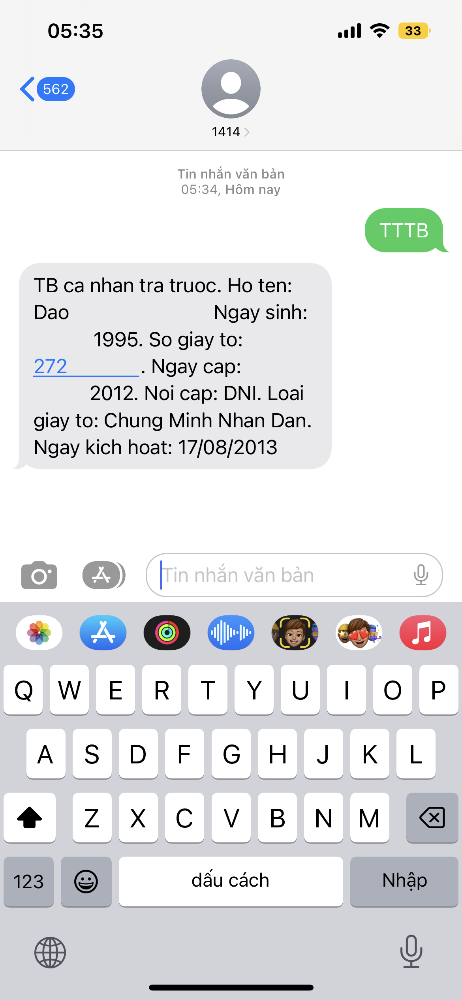 05:35
33
562
1414
Tin nhắn văn bản
05:34, Hôm nay
TTTB
TB ca nhan tra truoc. Ho ten:
Dao Ngay sinh:
1995. So giay to:
272 . Ngay cap:
2012. Noi cap: DNI. Loai
giay to: Chung Minh Nhan Dan.
Ngay kich hoat: 17/08/2013
Tin nhắn văn bản
Q W E R T Y U I O P
A S D F G H J K L
Z X C V B N M
123 dấu cách Nhập